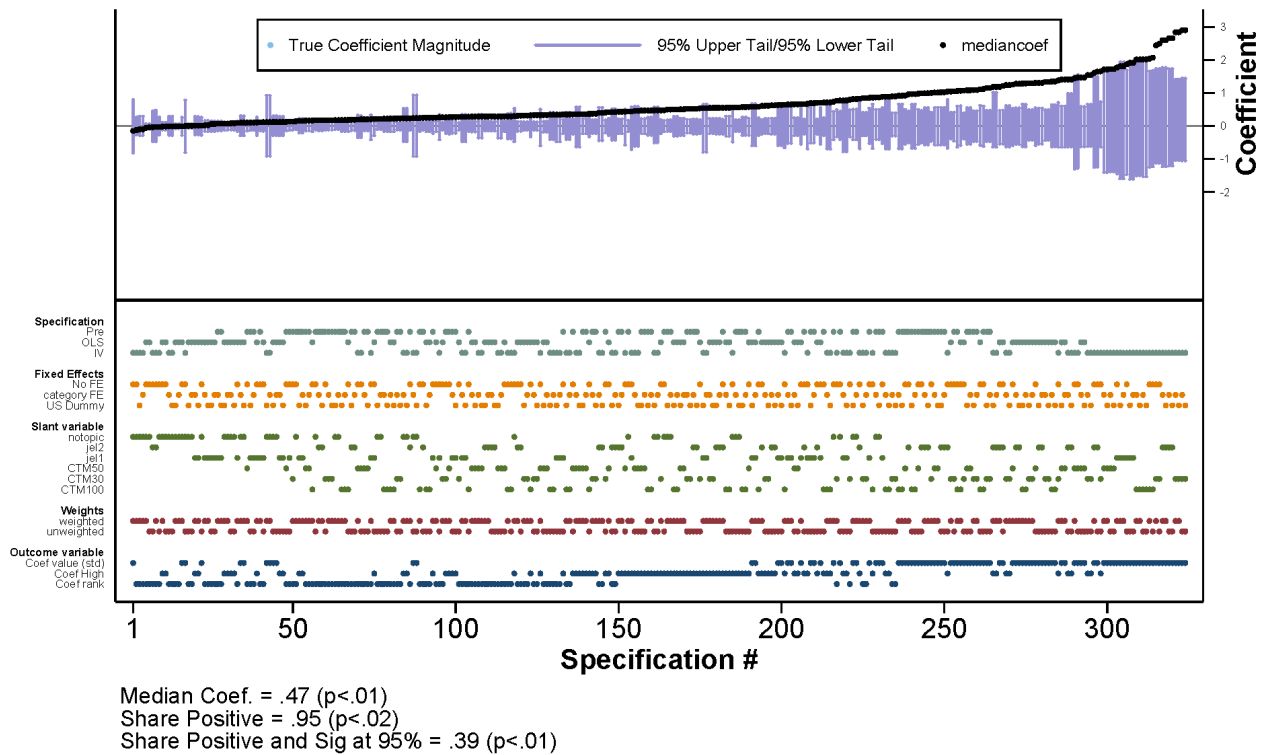 True Coefficient Magnitude 95% Upper Tail/95% Lower Tail mediancoef
3
2
1
0
-1
-2
Coefficient
Specification
Pre
OLS
IV
Fixed Effects
No FE
category FE
US Dummy
Slant variable
notopic
jel2
jel1
CTM50
CTM30
CTM100
Weights
weighted
unweighted
Outcome variable
Coef value (std)
Coef High
Coef rank
1 50 100 150 200 250 300
Specification #
Median Coef. = .47 (p<.01)
Share Positive = .95 (p<.02)
Share Positive and Sig at 95% = .39 (p<.01)